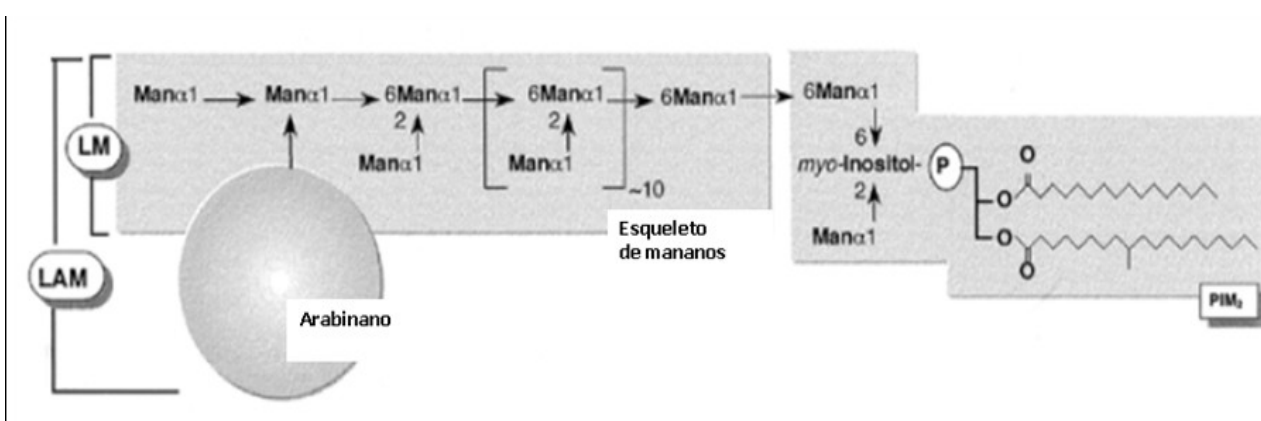 Manα1 Manα1 6Manα1 6Manα1 6Manα1 6Manα1
2 2 6
LM
Manα1 Manα1 myo-Inositol- P O
~10 2 O
Esqueleto
de mananos
Manα1 O
O
LAM
Arabinano
PIM₂